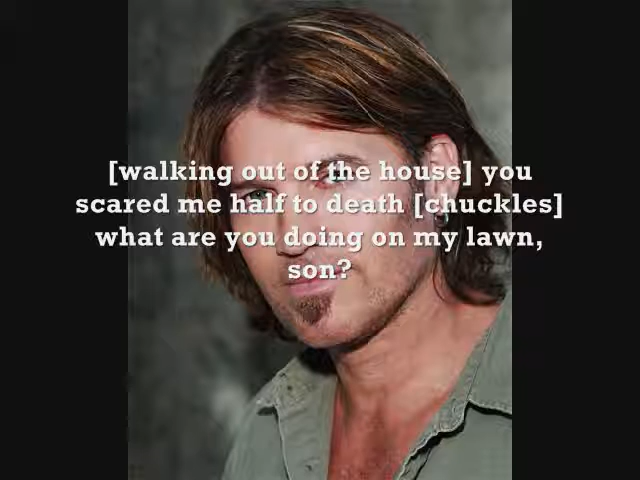 [walking out of the house] you
scared me half to death [chuckles]
what are you doing on my lawn,
son?